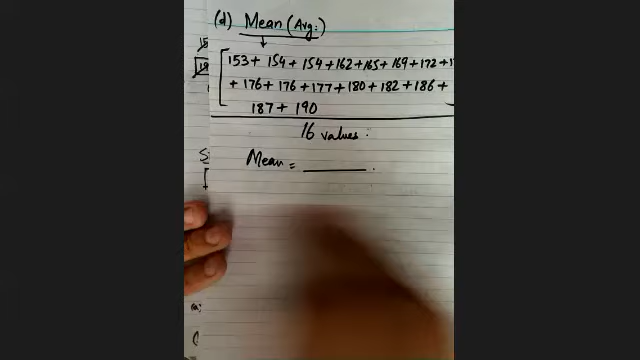 (d) Mean (Avg:)
153 + 154 + 154 + 162 + 165 + 169 + 172 +
+ 176 + 176 + 177 + 180 + 182 + 186 +
187 + 190
16 values.
Mean = ______ .